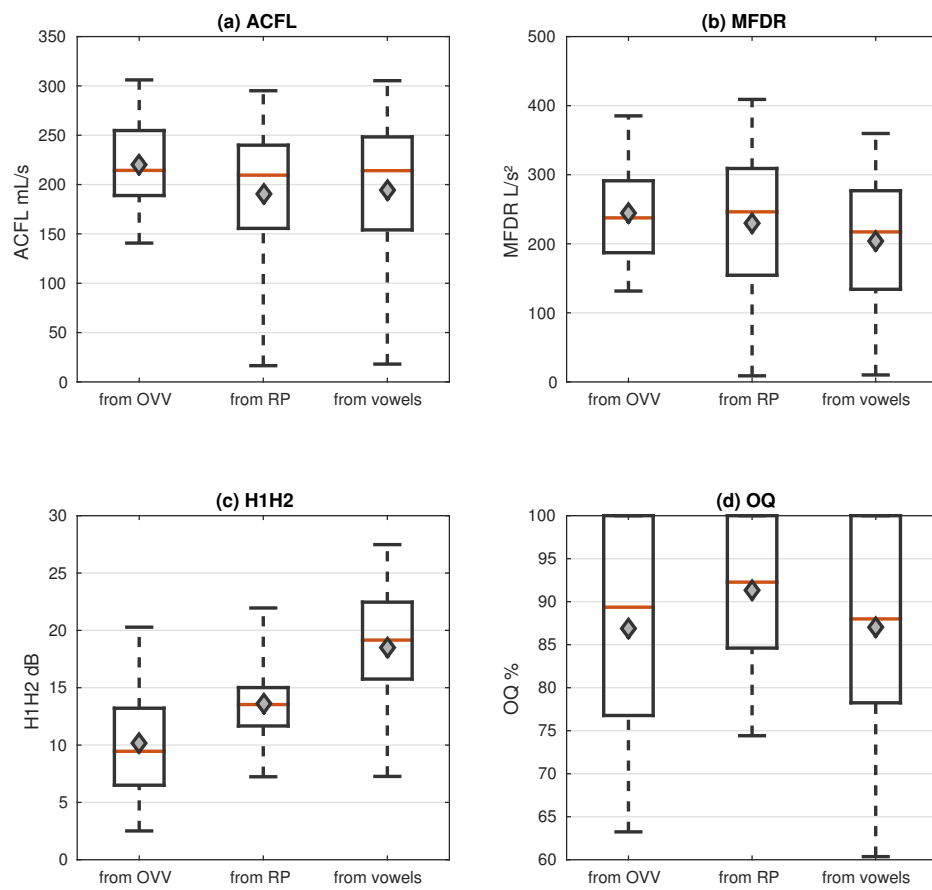 (a) ACFL
ACFL mL/s
350
300
250
200
150
100
50
0
from OVV from RP from vowels
(b) MFDR
MFDR L/s²
500
400
300
200
100
0
from OVV from RP from vowels
(c) H1H2
H1H2 dB
30
25
20
15
10
5
0
from OVV from RP from vowels
(d) OQ
OQ %
100
95
90
85
80
75
70
65
60
from OVV from RP from vowels